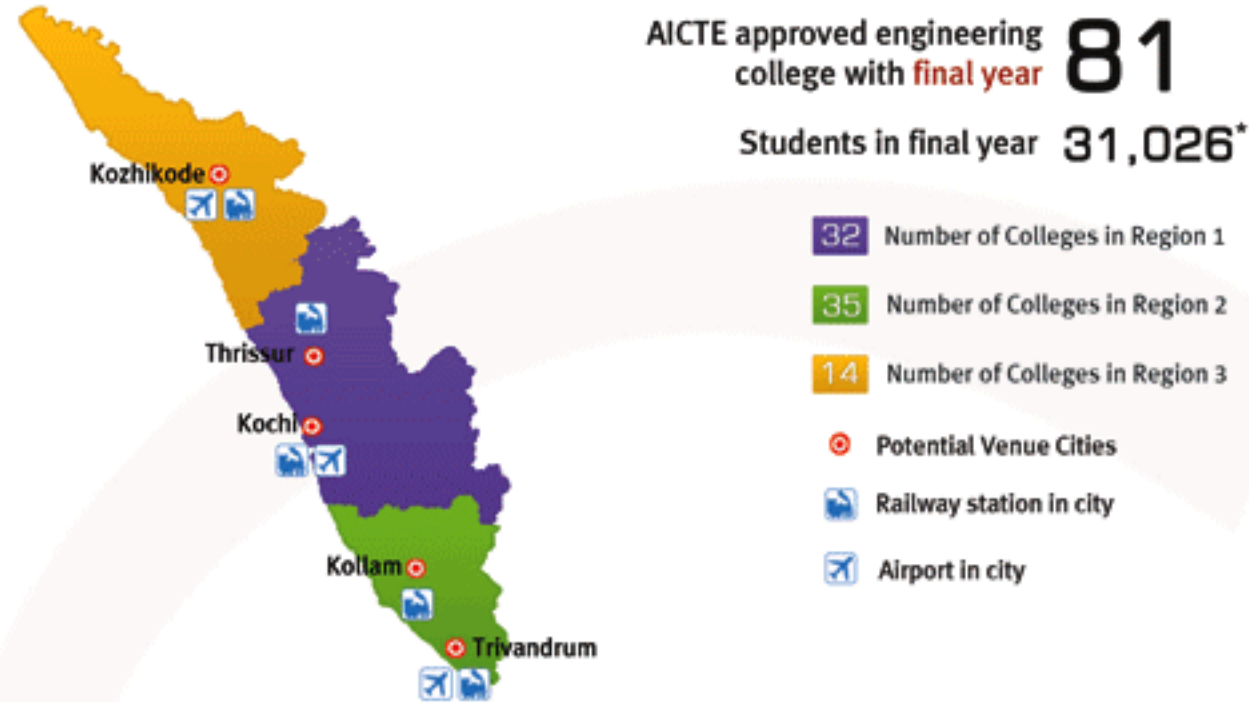 AICTE approved engineering
college with final year
81
Students in final year 31,026*
32 Number of Colleges in Region 1
35 Number of Colleges in Region 2
14 Number of Colleges in Region 3
Potential Venue Cities
Railway station in city
Airport in city
Kozhikode
Thrissur
Kochi
Kollam
Trivandrum